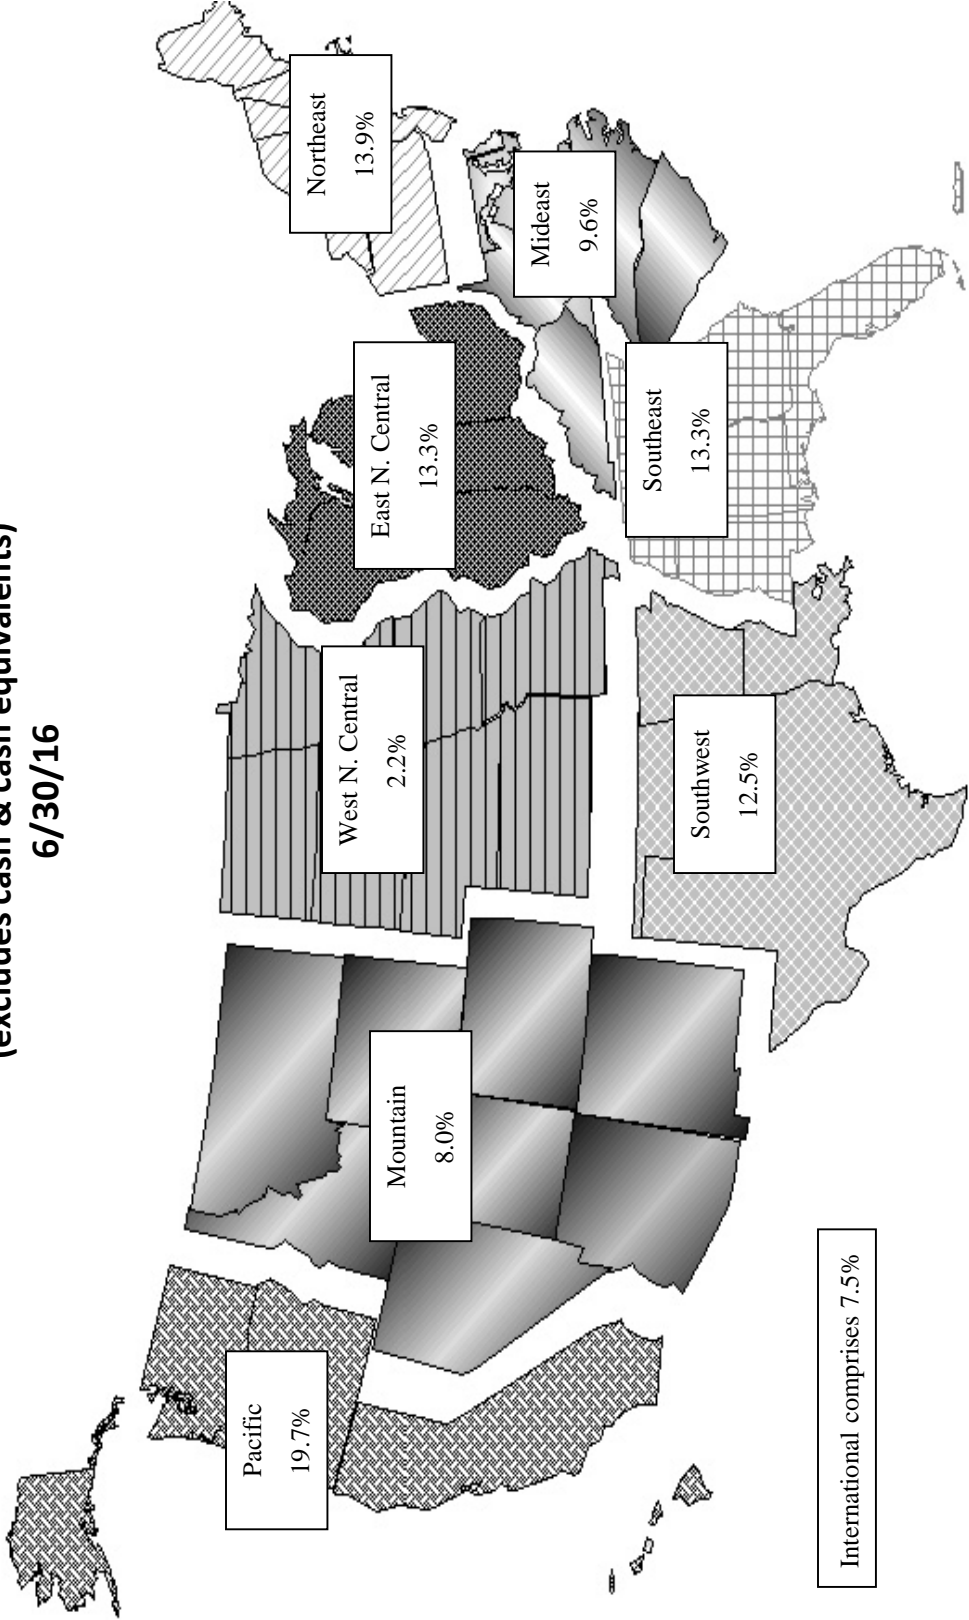 (excludes cash & cash equivalents)
6/30/16
Pacific
19.7%
Mountain
8.0%
West N. Central
2.2%
East N. Central
13.3%
Northeast
13.9%
Mideast
9.6%
Southeast
13.3%
Southwest
12.5%
International comprises 7.5%